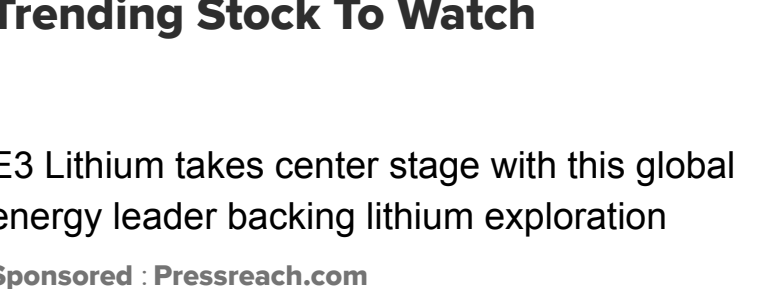 Trending Stock To Watch
E3 Lithium takes center stage with this global
energy leader backing lithium exploration
Sponsored : Pressreach.com